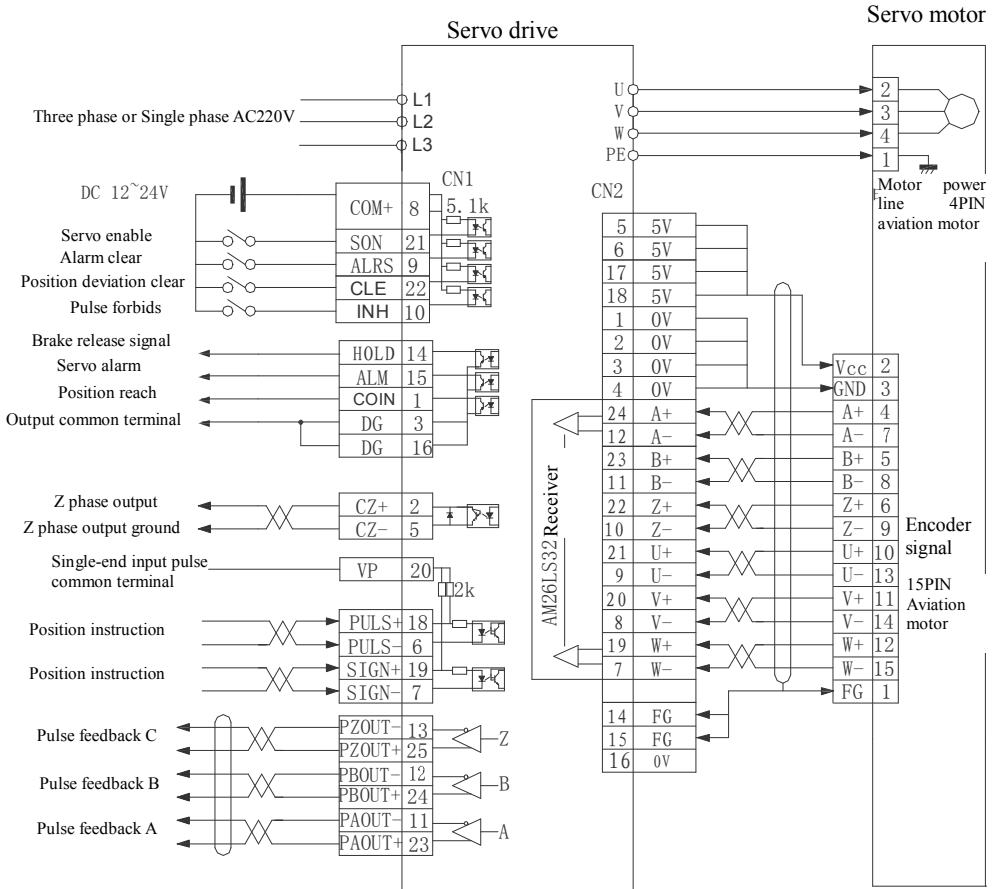 Servo motor
Servo drive
L1
Three phase or Single phase AC220V
L2
L3
U
V
W
PE
2
3
4
1
Motor power
line 4PIN
aviation motor
CN1
DC 12~24V
COM+ 8
5.1k
Servo enable
SON 21
Alarm clear
ALRS 9
Position deviation clear
CLE 22
Pulse forbids
INH 10
Brake release signal
HOLD 14
Servo alarm
ALM 15
Position reach
COIN 1
Output common terminal
DG 3
DG 16
Z phase output
CZ+ 2
Z phase output ground
CZ- 5
Single-end input pulse
common terminal
VP 20
2k
Position instruction
PULS+ 18
PULS- 6
Position instruction
SIGN+ 19
SIGN- 7
Pulse feedback C
PZOUT- 13
PZOUT+ 25
Z
Pulse feedback B
PBOUT- 12
PBOUT+ 24
B
Pulse feedback A
PAOUT- 11
PAOUT+ 23
A
CN2
5 5V
6 5V
17 5V
18 5V
1 0V
2 0V
3 0V
4 0V
24 A+
12 A-
23 B+
11 B-
22 Z+
10 Z-
21 U+
9 U-
20 V+
8 V-
19 W+
7 W-
14 FG
15 FG
16 0V
AM26LS32 Receiver
Vcc 2
GND 3
A+ 4
A- 7
B+ 5
B- 8
Z+ 6
Z- 9
U+ 10
U- 13
V+ 11
V- 14
W+ 12
W- 15
FG 1
Encoder
signal
15PIN
Aviation
motor